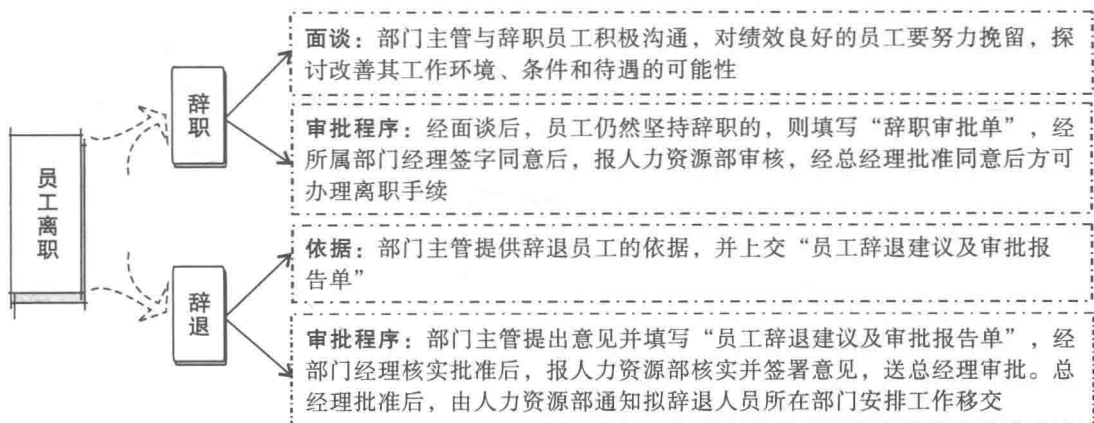 员工离职
辞职
面谈：部门主管与辞职员工积极沟通，对绩效良好的员工要努力挽留，探
讨改善其工作环境、条件和待遇的可能性
审批程序：经面谈后，员工仍然坚持辞职的，则填写“辞职审批单”，经
所属部门经理签字同意后，报人力资源部审核，经总经理批准同意后方可
办理离职手续
辞退
依据：部门主管提供辞退员工的依据，并上交“员工辞退建议及审批报
告单”
审批程序：部门主管提出意见并填写“员工辞退建议及审批报告单”，经
部门经理核实批准后，报人力资源部核实并签署意见，送总经理审批。总
经理批准后，由人力资源部通知拟辞退人员所在部门安排工作移交